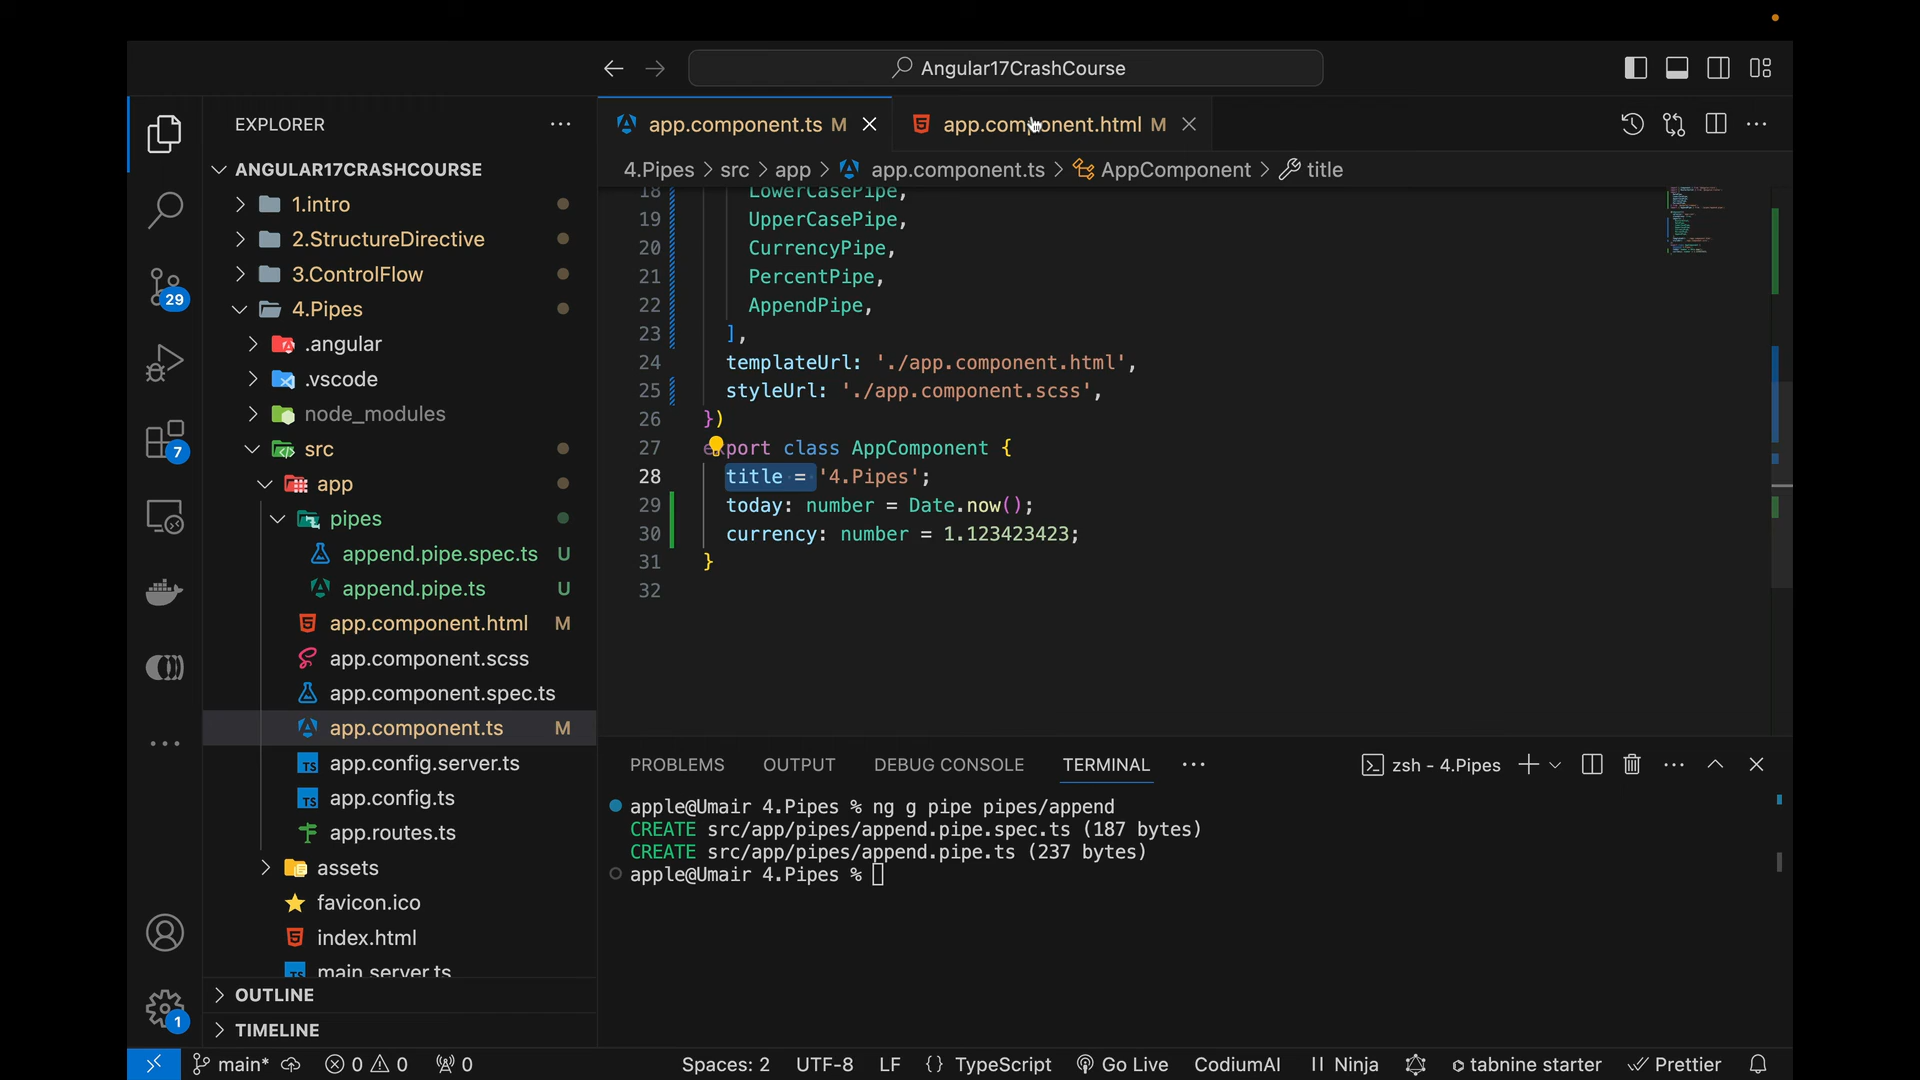 Angular17CrashCourse
EXPLORER
ANGULAR17CRASHCOURSE
1.intro
2.StructureDirective
3.ControlFlow
4.Pipes
.angular
.vscode
node_modules
src
app
pipes
append.pipe.spec.ts U
append.pipe.ts U
app.component.html M
app.component.scss
app.component.spec.ts
app.component.ts M
TS app.config.server.ts
TS app.config.ts
app.routes.ts
assets
favicon.ico
index.html
TS main.server.ts
OUTLINE
TIMELINE
29
7
1
app.component.ts M
app.component.html M
4.Pipes > src > app > app.component.ts > AppComponent > title
18 LowerCasePipe,
19 UpperCasePipe,
20 CurrencyPipe,
21 PercentPipe,
22 AppendPipe,
23 ],
24 templateUrl: './app.component.html',
25 styleUrl: './app.component.scss',
26 })
27 export class AppComponent {
28 title = '4.Pipes';
29 today: number = Date.now();
30 currency: number = 1.123423423;
31 }
32
PROBLEMS OUTPUT DEBUG CONSOLE TERMINAL
zsh - 4.Pipes
apple@Umair 4.Pipes % ng g pipe pipes/append
CREATE src/app/pipes/append.pipe.spec.ts (187 bytes)
CREATE src/app/pipes/append.pipe.ts (237 bytes)
apple@Umair 4.Pipes %
main* 0 0 0 Spaces: 2 UTF-8 LF {} TypeScript Go Live CodiumAI Ninja tabnine starter Prettier